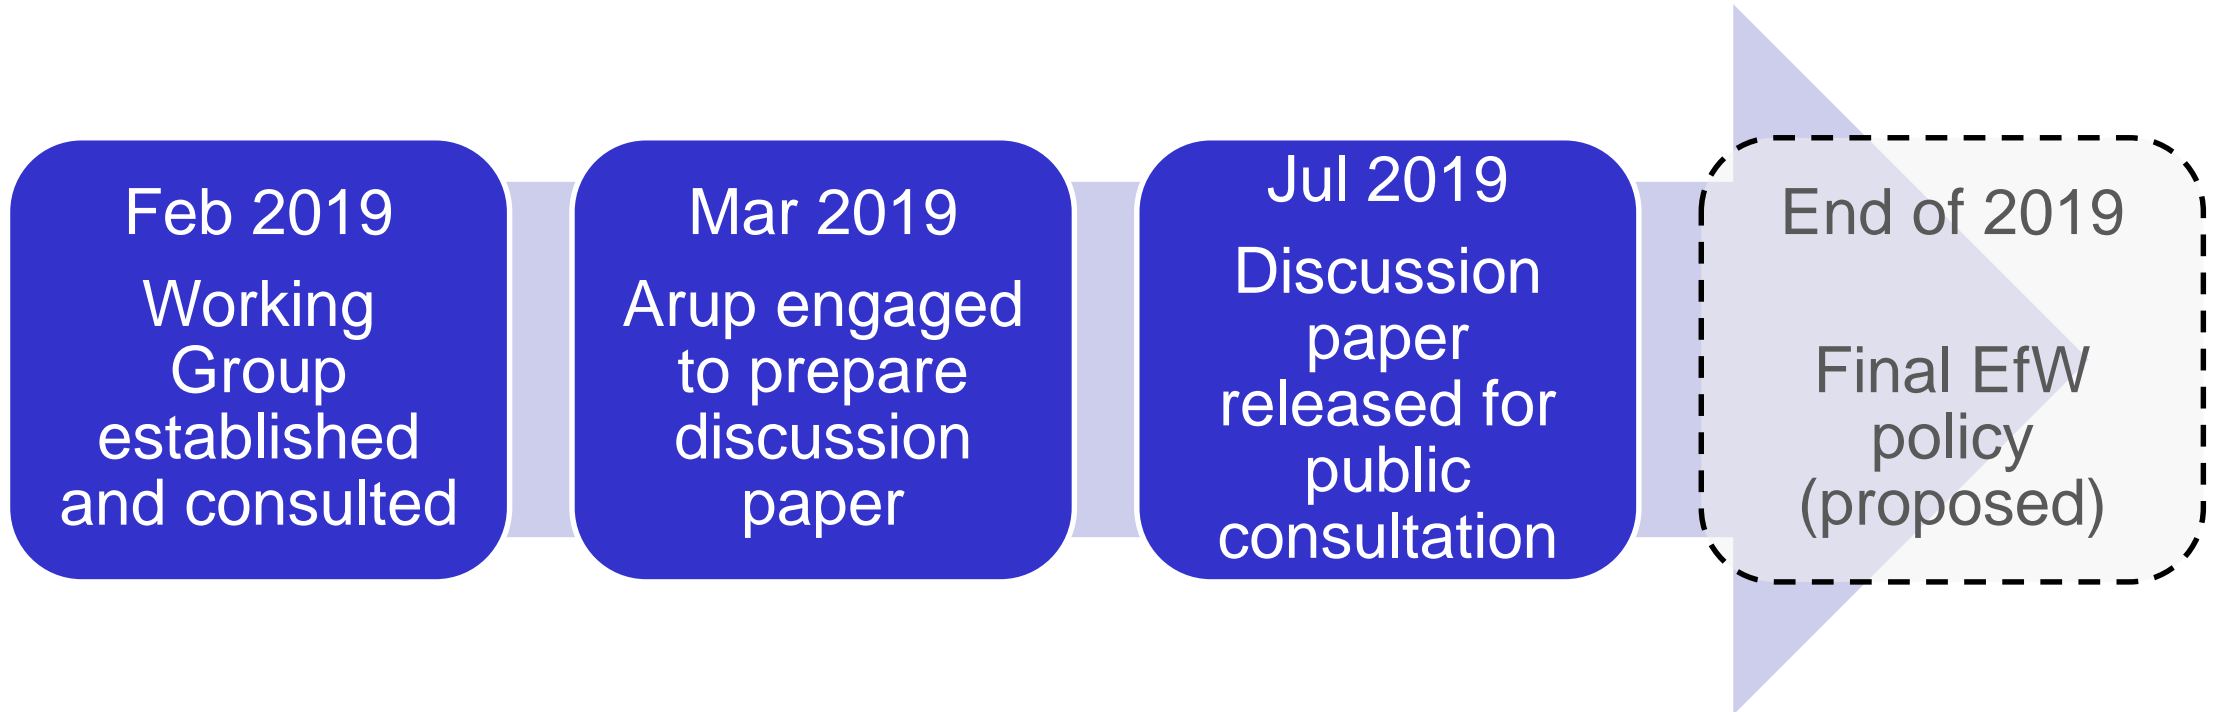 Feb 2019
Working
Group
established
and consulted
Mar 2019
Arup engaged
to prepare
discussion
paper
Jul 2019
Discussion
paper
released for
public
consultation
End of 2019
Final EfW
policy
(proposed)